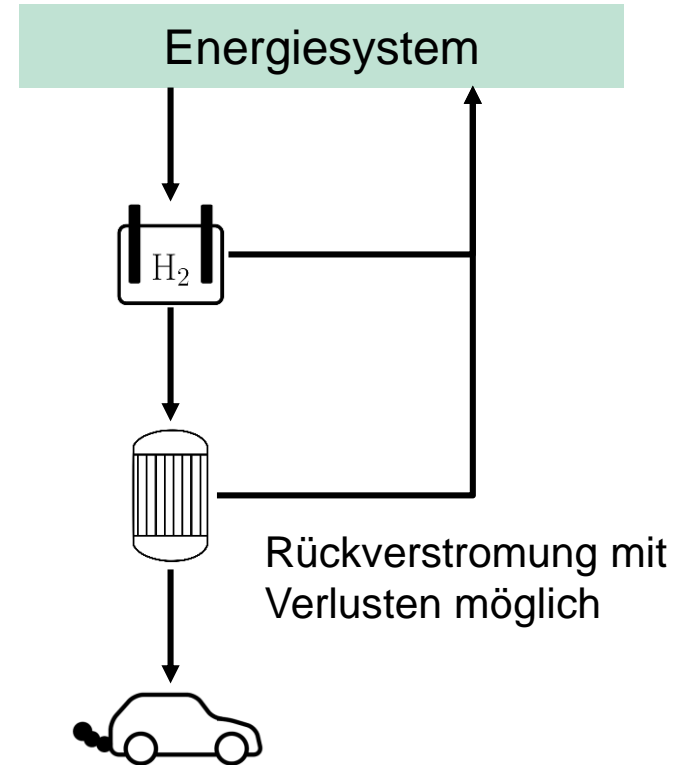 Energiesystem
H₂
Rückverstromung mit
Verlusten möglich